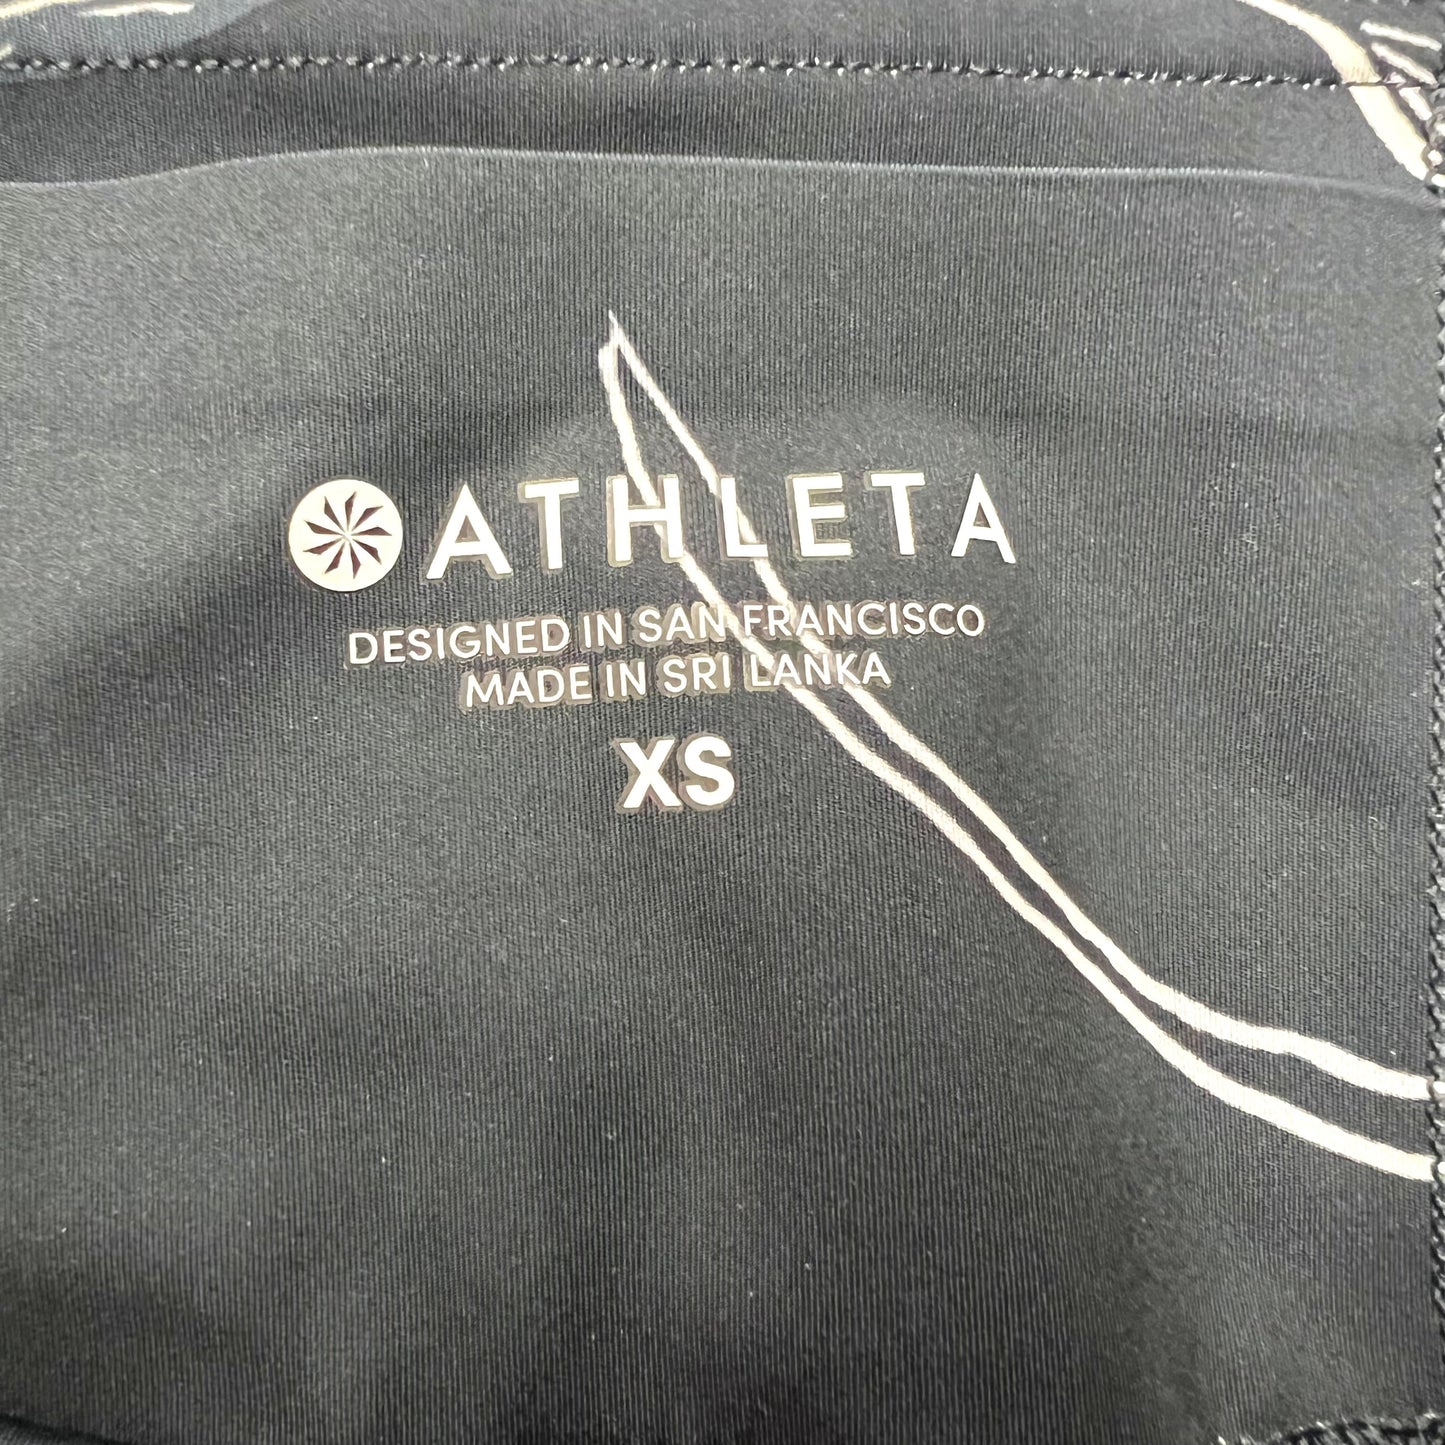 ATHLETA
DESIGNED IN SAN FRANCISCO
MADE IN SRI LANKA
XS